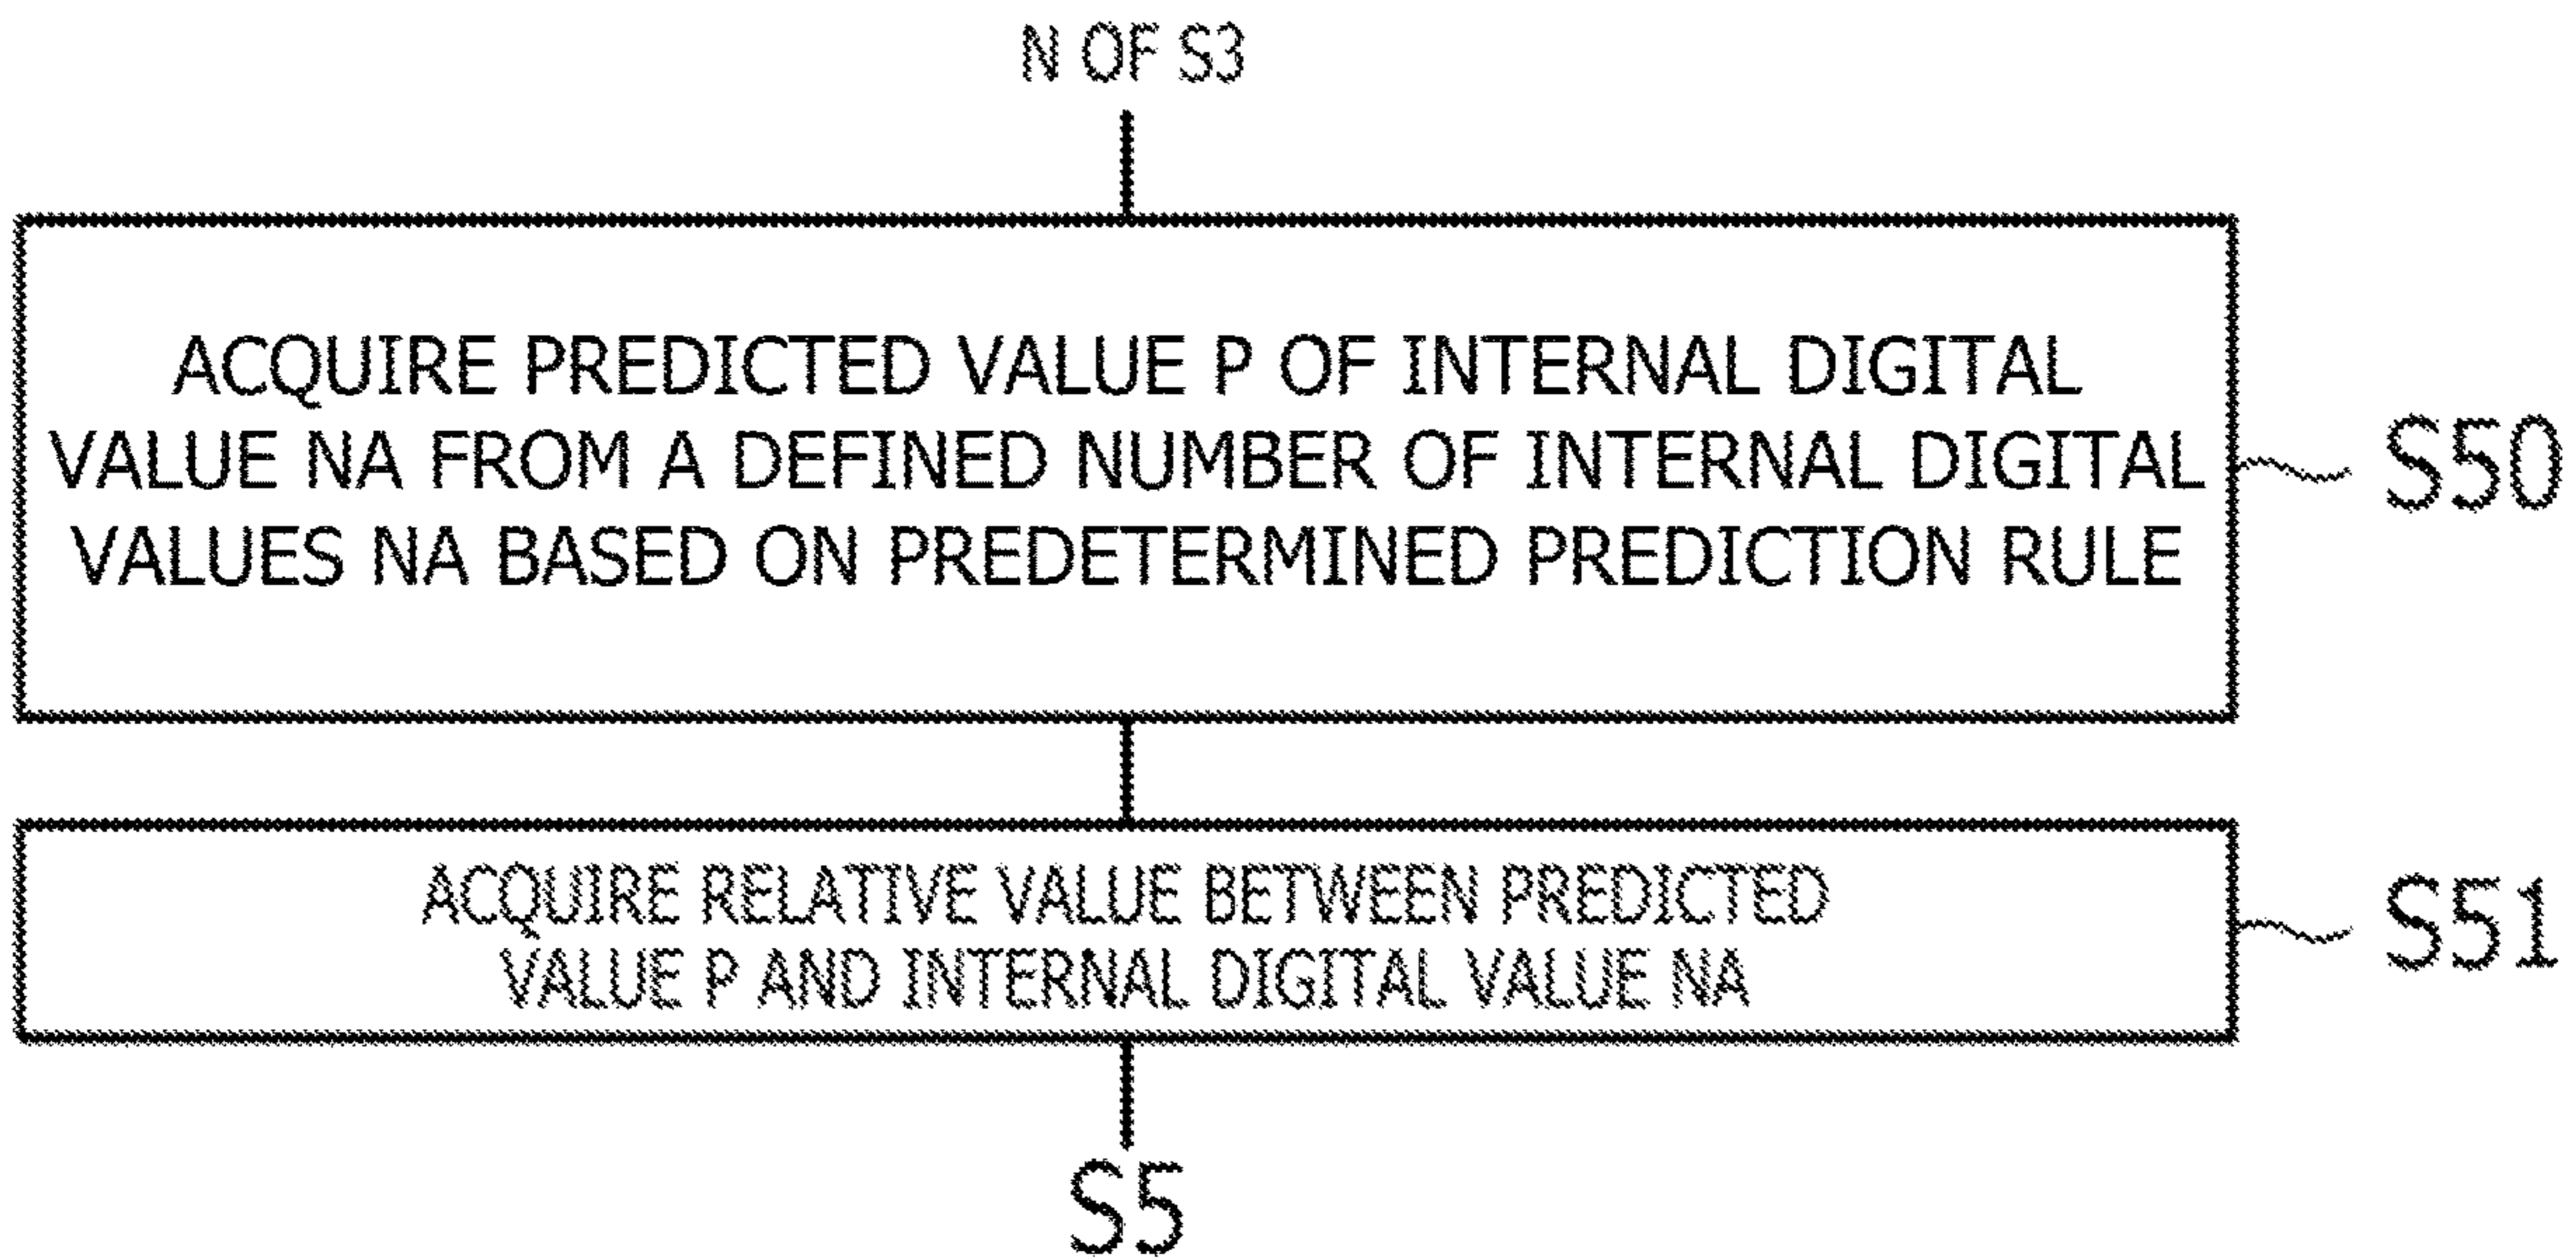 N OF S3
ACQUIRE PREDICTED VALUE P OF INTERNAL DIGITAL
VALUE NA FROM A DEFINED NUMBER OF INTERNAL DIGITAL
VALUES NA BASED ON PREDETERMINED PREDICTION RULE
S50
ACQUIRE RELATIVE VALUE BETWEEN PREDICTED
VALUE P AND INTERNAL DIGITAL VALUE NA
S51
S5